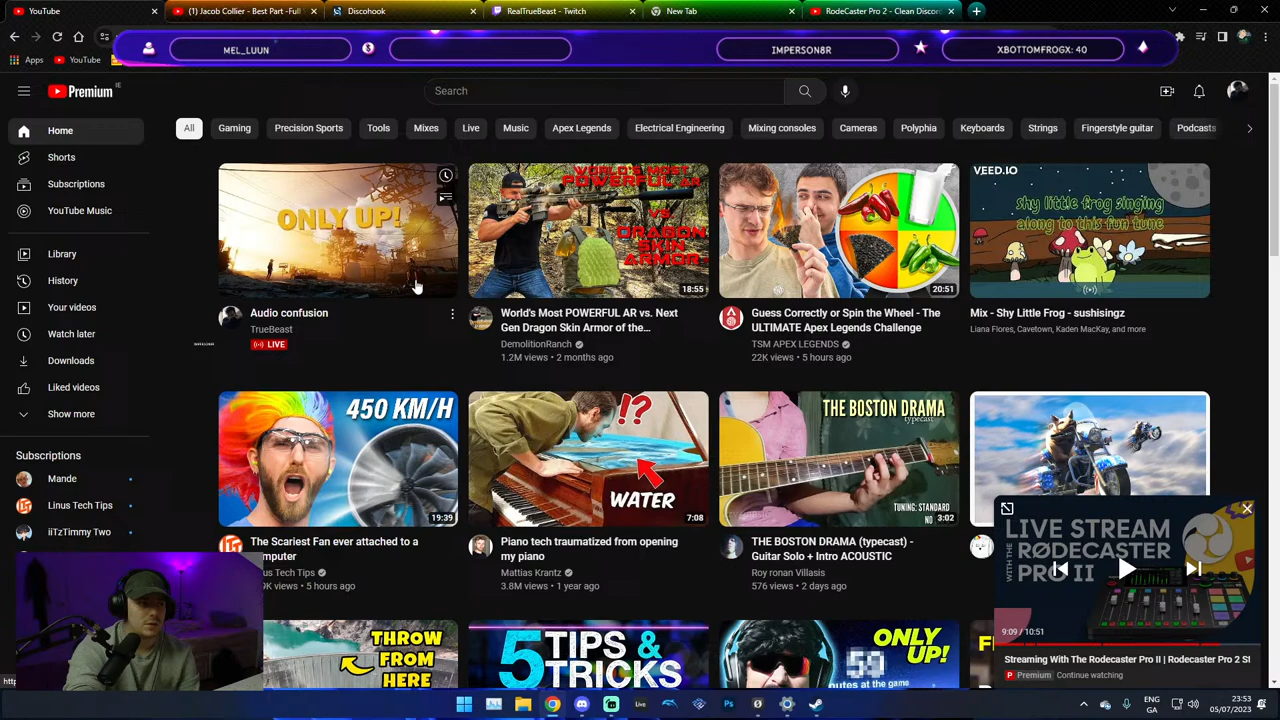 YouTube
(1) Jacob Collier - Best Part -Full
Discohook
RealTrueBeast - Twitch
New Tab
RodeCaster Pro 2 - Clean Discord
MEL_LUUN
IMPERSON8R
XBOTTOMFROGX: 40
Apps
YouTube
Premium IE
Search
All
Gaming
Precision Sports
Tools
Mixes
Live
Music
Apex Legends
Electrical Engineering
Mixing consoles
Cameras
Polyphia
Keyboards
Strings
Fingerstyle guitar
Podcasts
Home
Shorts
Subscriptions
YouTube Music
Library
History
Your videos
Watch later
Downloads
Liked videos
Show more
Subscriptions
Mande
Linus Tech Tips
iiTzTimmy Two
ONLY UP!
Audio confusion
TrueBeast
LIVE
WORLD'S MOST
POWERFUL AR
VS
DRAGON
SKIN
ARMOR
18:55
World's Most POWERFUL AR vs. Next
Gen Dragon Skin Armor of the...
DemolitionRanch
1.2M views • 2 months ago
20:51
Guess Correctly or Spin the Wheel - The
ULTIMATE Apex Legends Challenge
TSM APEX LEGENDS
22K views • 5 hours ago
VEED.IO
shy little frog singing
along to this fun tune
Mix - Shy Little Frog - sushisingz
Liana Flores, Cavetown, Kaden MacKay, and more
450 KM/H
19:39
The Scariest Fan ever attached to a
mputer
us Tech Tips
K views • 5 hours ago
!?
WATER
7:08
Piano tech traumatized from opening
my piano
Mattias Krantz
3.8M views • 1 year ago
THE BOSTON DRAMA
typecast
TUNING: STANDARD
NO
3:02
THE BOSTON DRAMA (typecast) -
Guitar Solo + Intro ACOUSTIC
Roy ronan Villasis
576 views • 2 days ago
LIVE STREAM
WITH THE RØDECASTER
PRO II
9:09 / 10:51
Streaming With The Rodecaster Pro II | Rodecaster Pro 2 St
Premium Continue watching
THROW
FROM
HERE
5 TIPS &
TRICKS
ONLY
UP!
59
nutes at the game
ENG
GA
23:53
05/07/2023